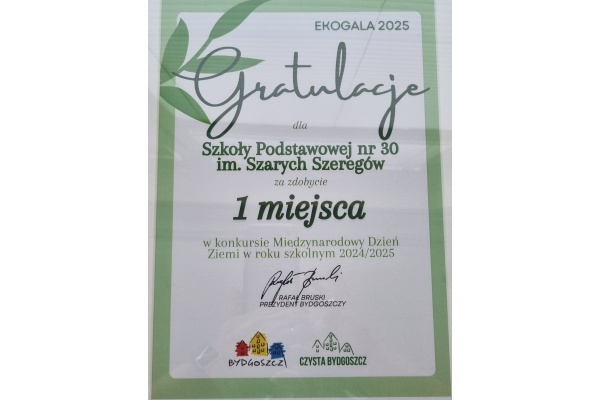 EKOGALA 2025
Gratulacje
dla
Szkoły Podstawowej nr 30
im. Szarych Szeregów
za zdobycie
1 miejsca
w konkursie Międzynarodowy Dzień
Ziemi w roku szkolnym 2024/2025
RAFAŁ BRUSKI
PREZYDENT BYDGOSZCZY
BYDGOSZCZ
CZYSTA BYDGOSZCZ